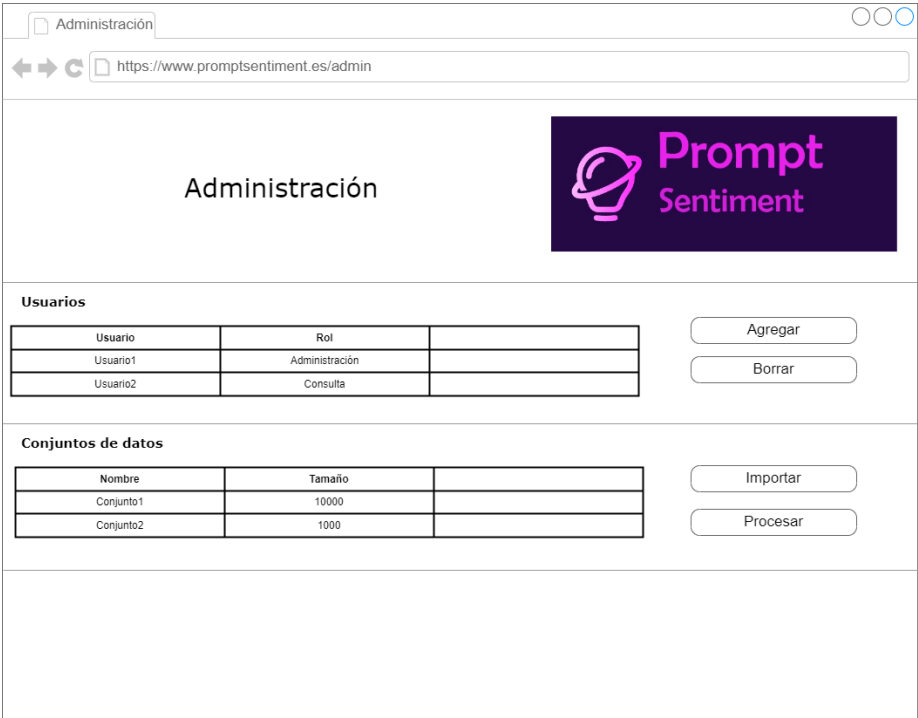 Administración
https://www.promptsentiment.es/admin
Administración
Prompt
Sentiment
Usuarios
Usuario Rol
Usuario1 Administración
Usuario2 Consulta
Agregar
Borrar
Conjuntos de datos
Nombre Tamaño
Conjunto1 10000
Conjunto2 1000
Importar
Procesar